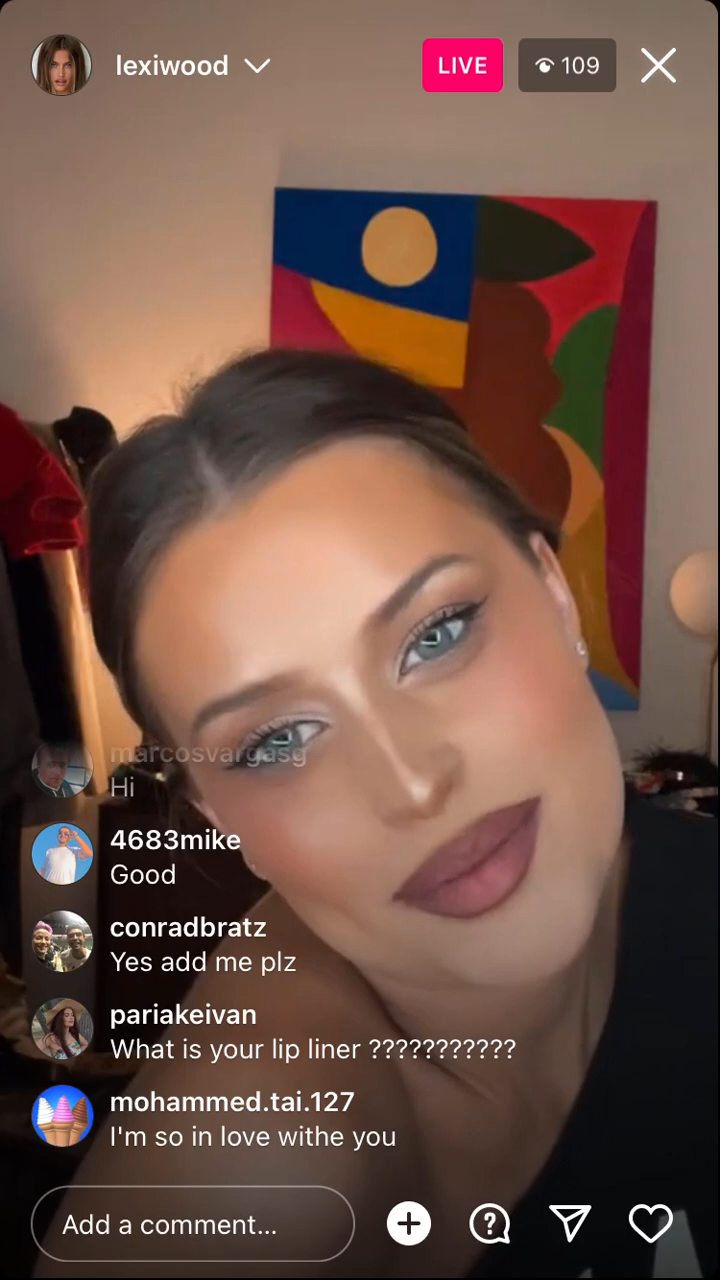 lexiwood
LIVE
109
marcosvargasg
Hi
4683mike
Good
conradbratz
Yes add me plz
pariakeivan
What is your lip liner ???????????
mohammed.tai.127
I'm so in love withe you
Add a comment...